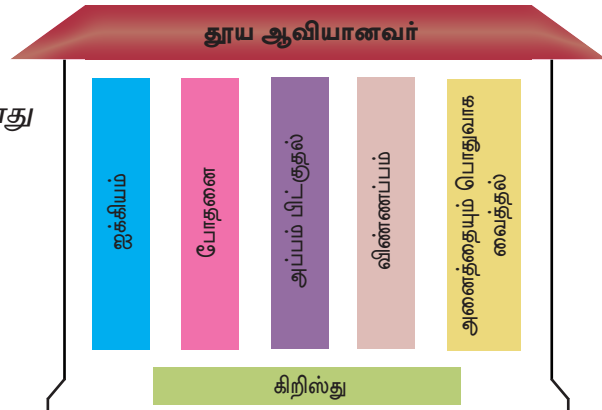 தூய ஆவியானவர்
ஐக்கியம்
போதனை
அப்பம் பிட்குதல்
விண்ணப்பம்
அனைத்தையும் பொதுவாக
வைத்தல்
கிறிஸ்து